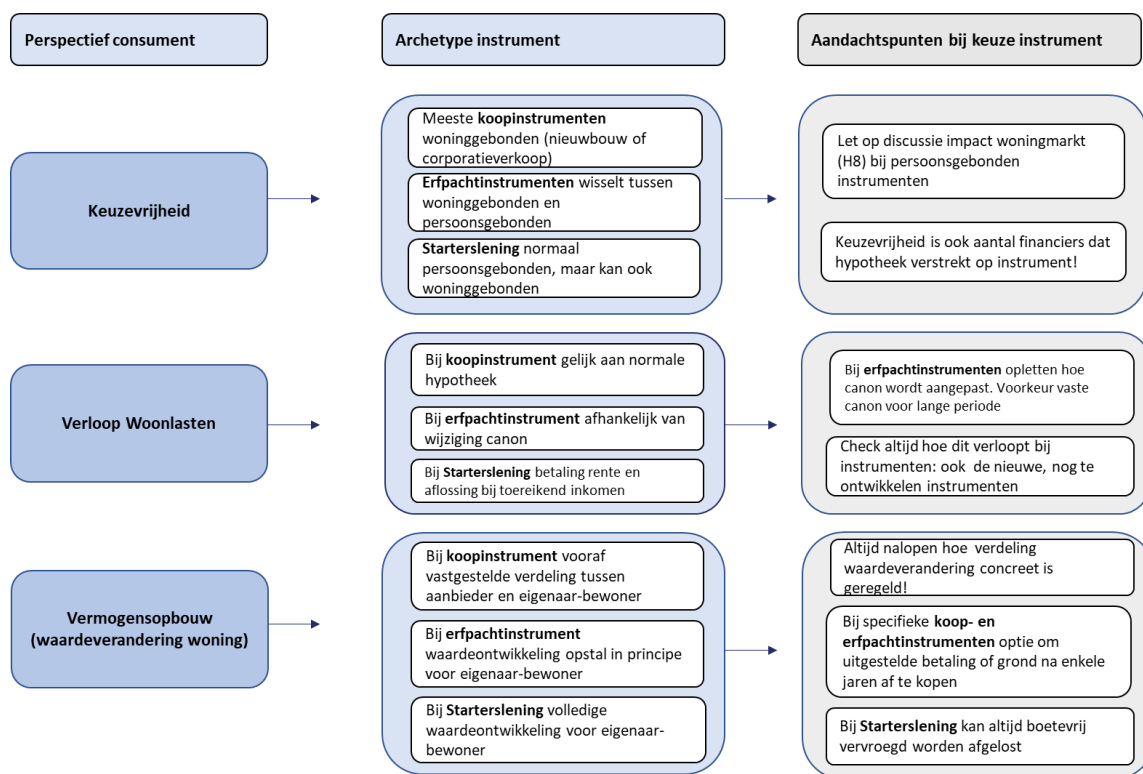 Perspectief consument
Archetype instrument
Aandachtspunten bij keuze instrument
Keuzevrijheid
Meeste koopinstrumenten
woninggebonden (nieuwbouw of
corporatieverkoop)
Erfpachtinstrumenten wisselt tussen
woninggebonden en
persoonsgebonden
Starterslening normaal
persoonsgebonden, maar kan ook
woninggebonden
Let op discussie impact woningmarkt
(H8) bij persoonsgebonden
instrumenten
Keuzevrijheid is ook aantal financiers dat
hypotheek verstrekt op instrument!
Verloop Woonlasten
Bij koopinstrument gelijk aan normale
hypotheek
Bij erfpachtinstrument afhankelijk van
wijziging canon
Bij Starterslening betaling rente en
aflossing bij toereikend inkomen
Bij erfpachtinstrumenten opletten hoe
canon wordt aangepast. Voorkeur vaste
canon voor lange periode
Check altijd hoe dit verloopt bij
instrumenten: ook de nieuwe, nog te
ontwikkelen instrumenten
Vermogensopbouw
(waardeverandering woning)
Bij koopinstrument vooraf
vastgestelde verdeling tussen
aanbieder en eigenaar-bewoner
Bij erfpachtinstrument
waardeontwikkeling opstal in principe
voor eigenaar-bewoner
Bij Starterslening volledige
waardeontwikkeling voor eigenaar-
bewoner
Altijd nalopen hoe verdeling
waardeverandering concreet is
geregeld!
Bij specifieke koop- en
erfpachtinstrumenten optie om
uitgestelde betaling of grond na enkele
jaren af te kopen
Bij Starterslening kan altijd boetevrij
vervroegd worden afgelost